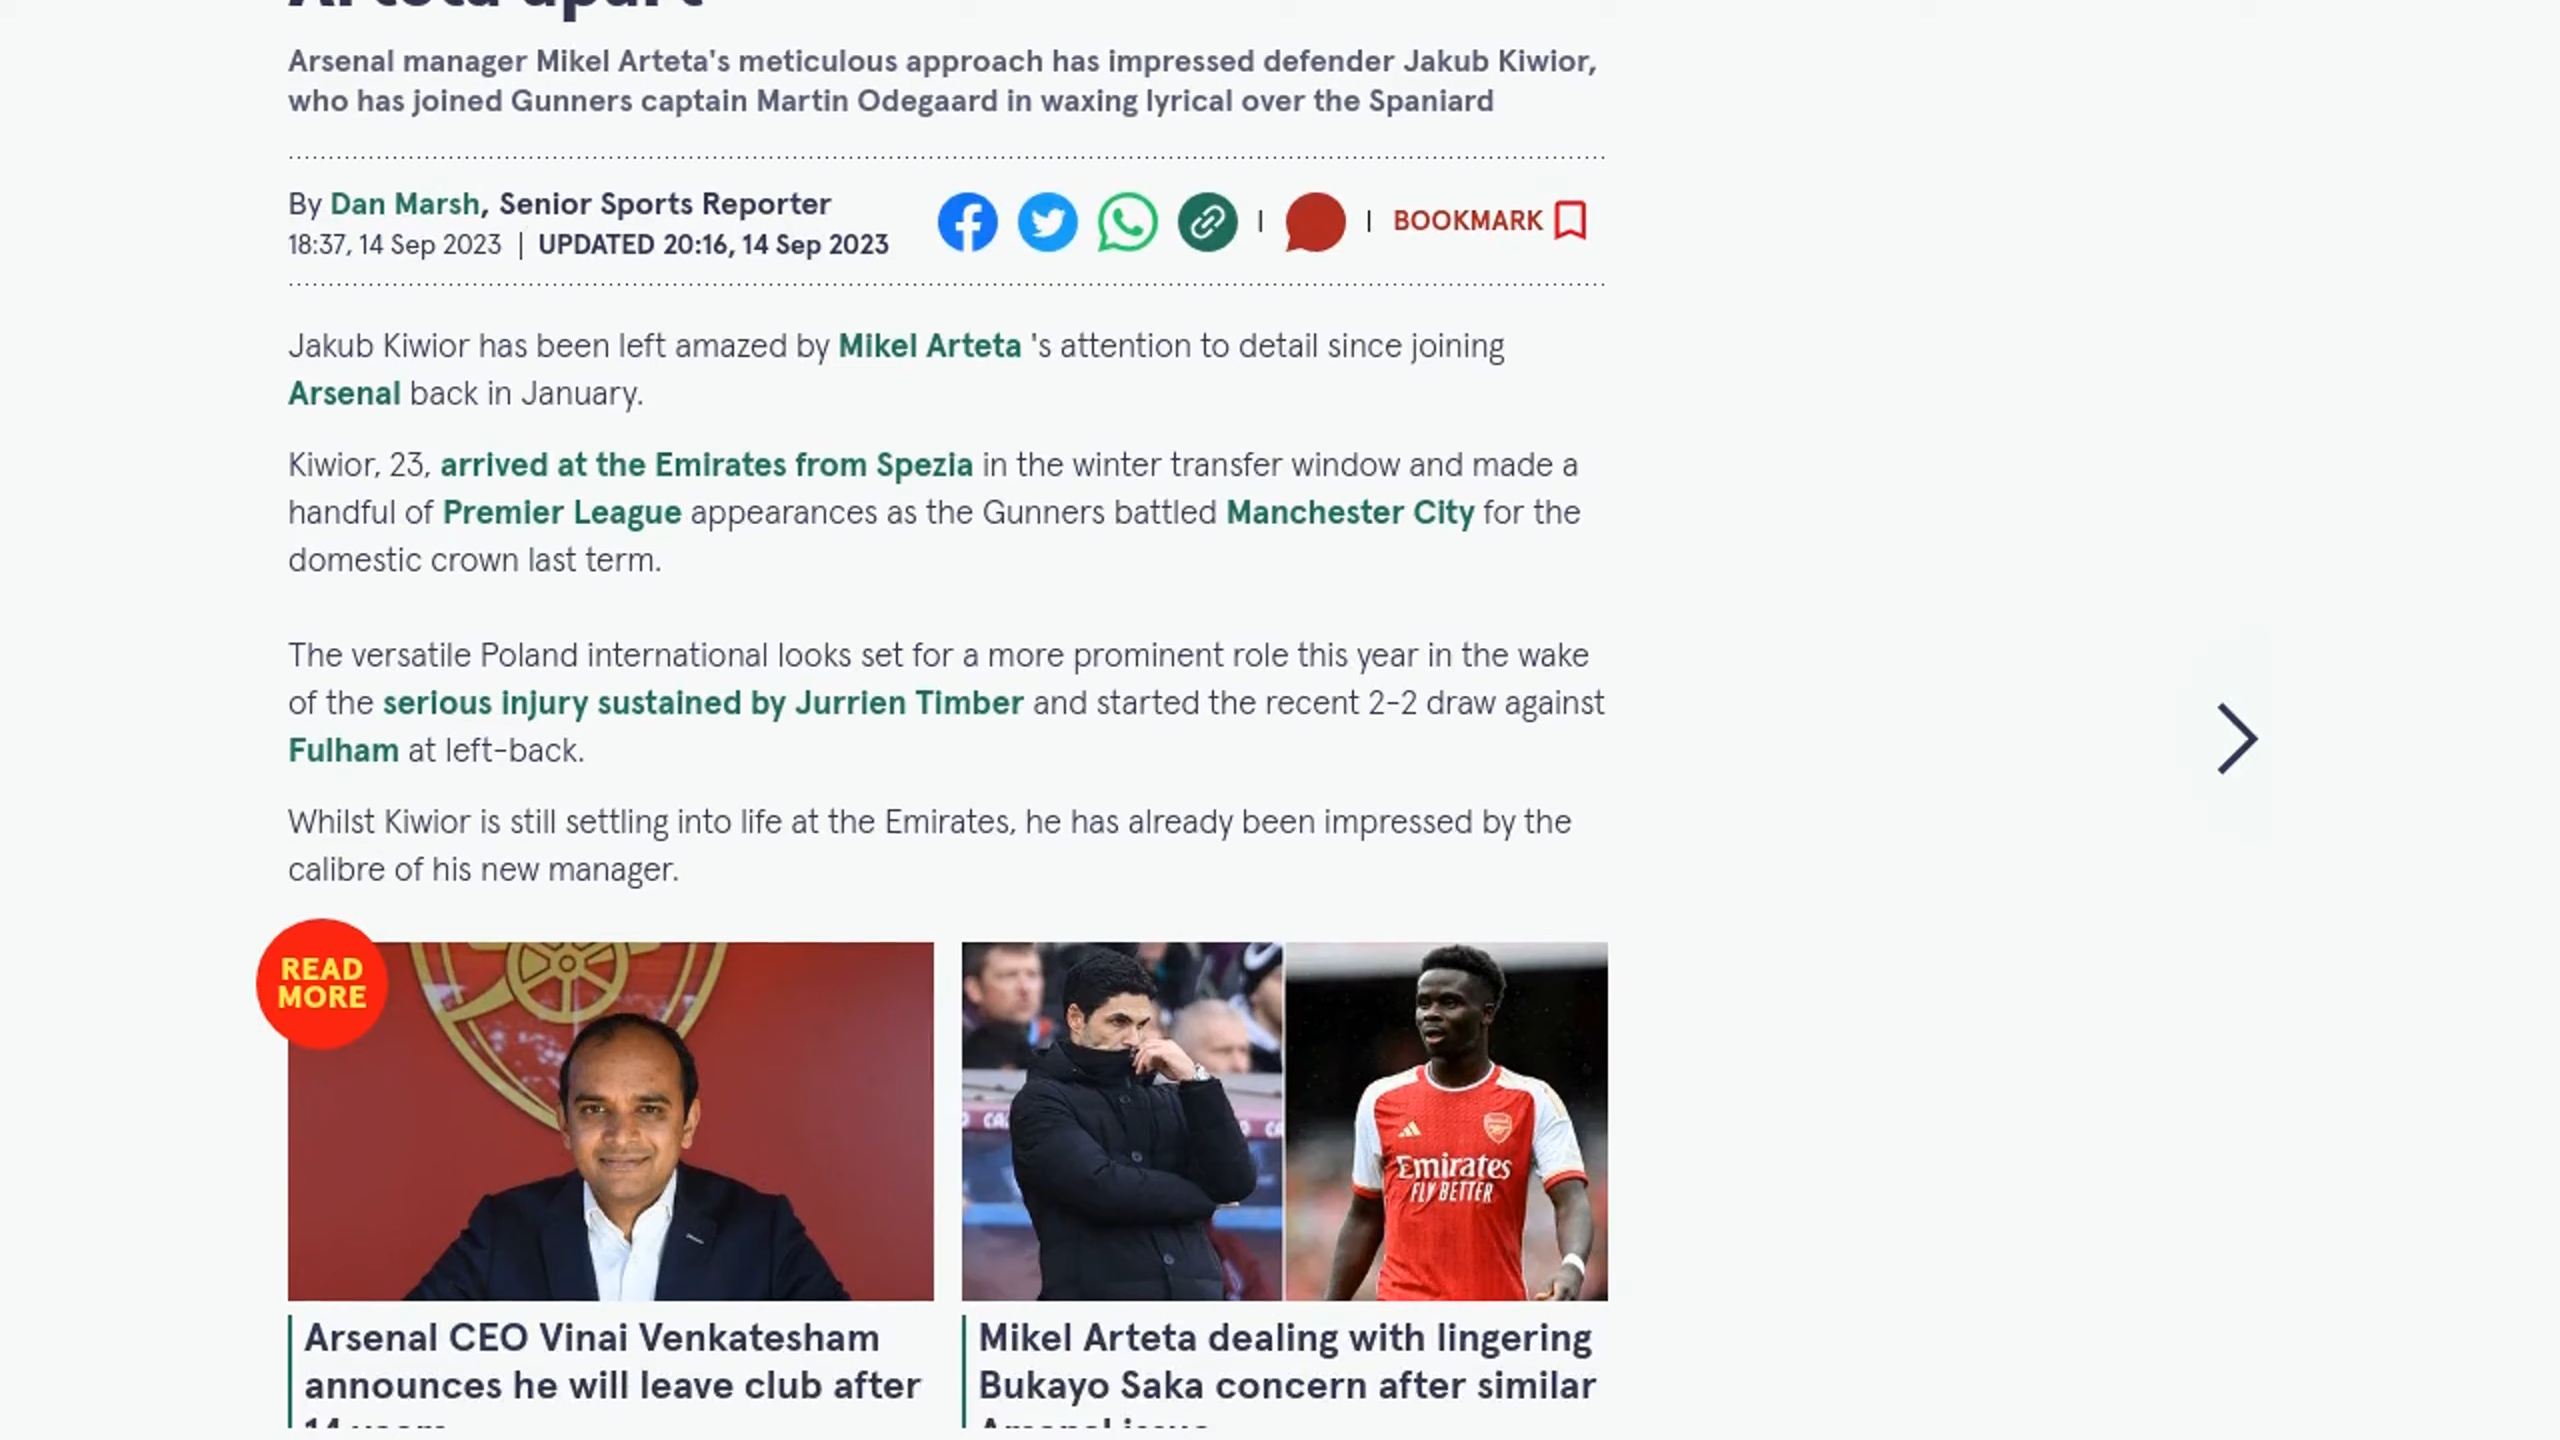 Arteta apart
Arsenal manager Mikel Arteta's meticulous approach has impressed defender Jakub Kiwior,
who has joined Gunners captain Martin Odegaard in waxing lyrical over the Spaniard
By Dan Marsh, Senior Sports Reporter
18:37, 14 Sep 2023 | UPDATED 20:16, 14 Sep 2023
| | BOOKMARK
Jakub Kiwior has been left amazed by Mikel Arteta 's attention to detail since joining
Arsenal back in January.
Kiwior, 23, arrived at the Emirates from Spezia in the winter transfer window and made a
handful of Premier League appearances as the Gunners battled Manchester City for the
domestic crown last term.
The versatile Poland international looks set for a more prominent role this year in the wake
of the serious injury sustained by Jurrien Timber and started the recent 2-2 draw against
Fulham at left-back.
Whilst Kiwior is still settling into life at the Emirates, he has already been impressed by the
calibre of his new manager.
READ
MORE
Emirates
FLY BETTER
Arsenal CEO Vinai Venkatesham
announces he will leave club after
14 years
Mikel Arteta dealing with lingering
Bukayo Saka concern after similar
Arsenal issue